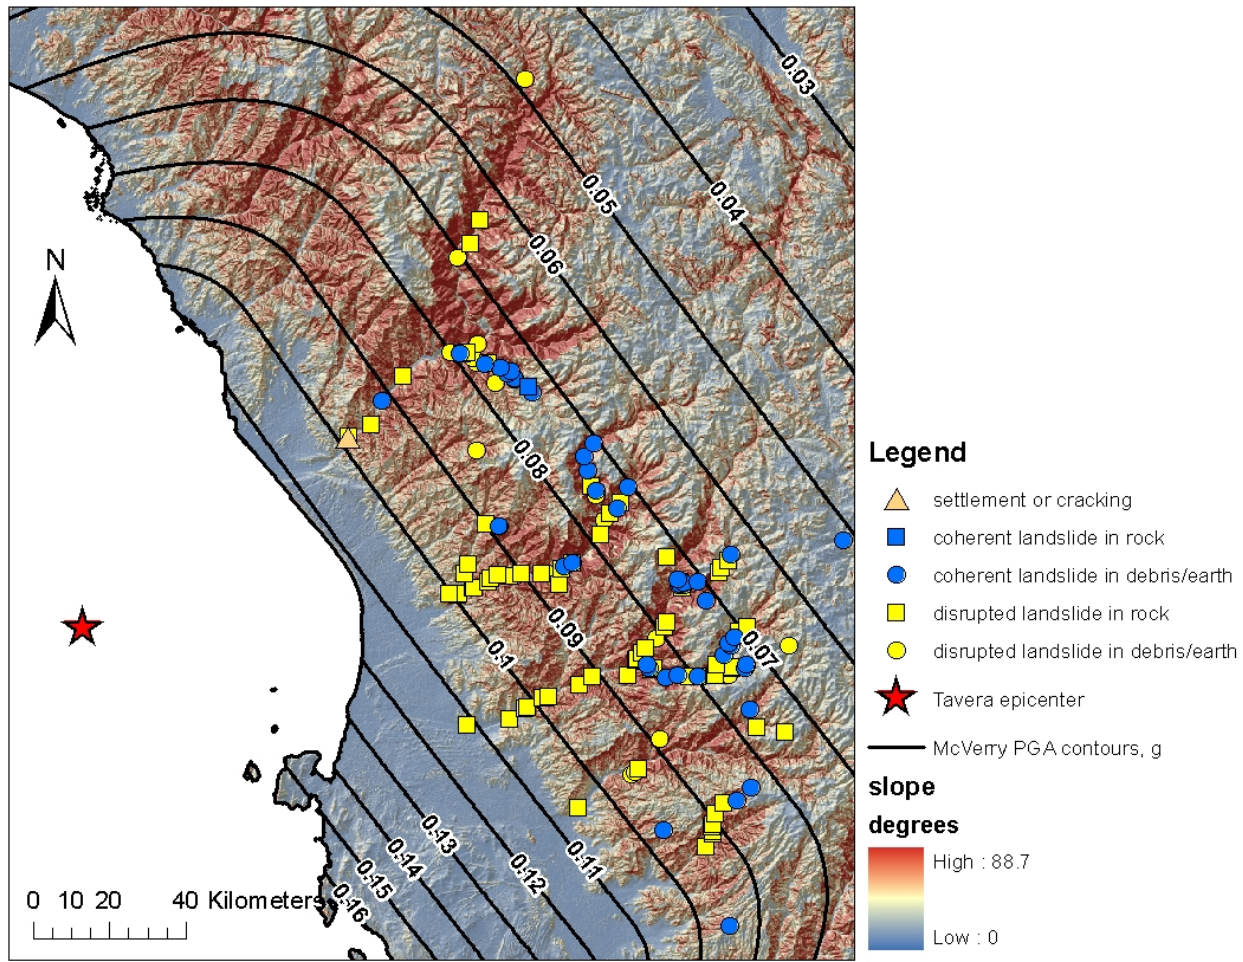 0.03
0.04
0.05
0.06
N
0.08
0.09
0.07
0.1
0.11
0.12
0.13
0.14
0.15
0.16
0 10 20 40 Kilometers
Legend
settlement or cracking
coherent landslide in rock
coherent landslide in debris/earth
disrupted landslide in rock
disrupted landslide in debris/earth
Tavera epicenter
McVerry PGA contours, g
slope
degrees
High : 88.7
Low : 0